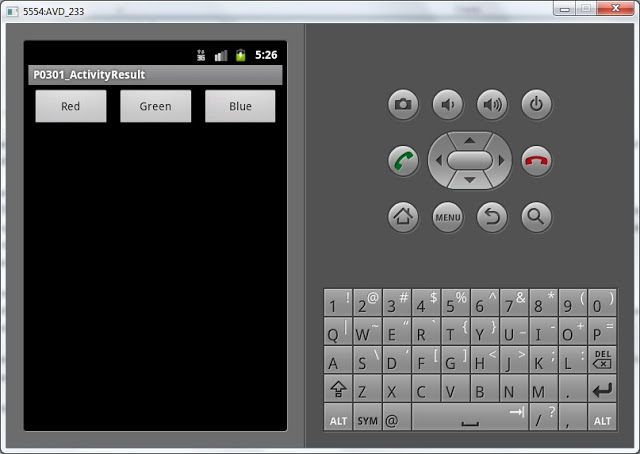 5554:AVD_233
3G 5:26
P0301_ActivityResult
Red Green Blue
MENU
1 ! 2 @ 3 # 4 $ 5 % 6 ^ 7 & 8 * 9 ( 0 )
Q | W ~ E " R ` T { Y } U _ I - O + P =
A S \ D ' F [ G ] H < J > K ; L : DEL
Z X C V B N M .
ALT SYM @ / ? , ALT